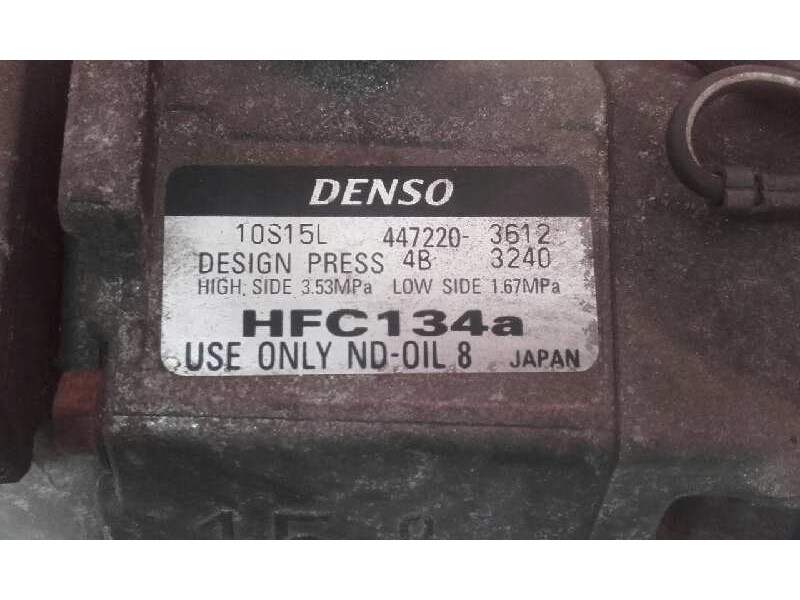 DENSO
10S15L 447220- 3612
DESIGN PRESS 4B 3240
HIGH SIDE 3.53MPa LOW SIDE 1.67MPa
HFC134a
USE ONLY ND-OIL 8 JAPAN